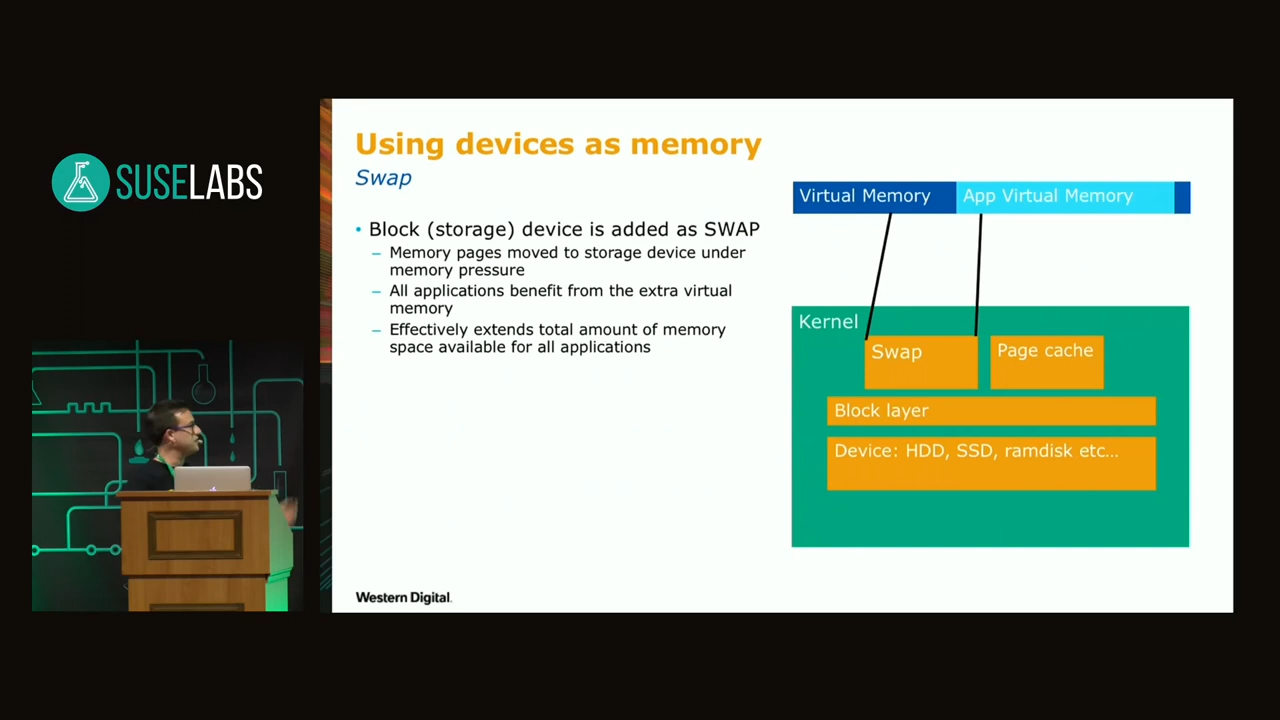 SUSELABS
Using devices as memory
Swap
• Block (storage) device is added as SWAP
– Memory pages moved to storage device under
memory pressure
– All applications benefit from the extra virtual
memory
– Effectively extends total amount of memory
space available for all applications
Virtual Memory
App Virtual Memory
Kernel
Swap
Page cache
Block layer
Device: HDD, SSD, ramdisk etc…
Western Digital.